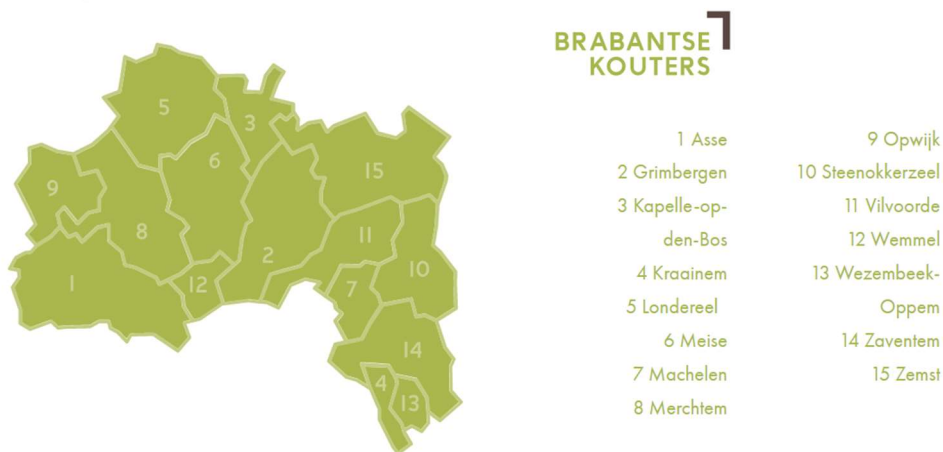 BRABANTSE
KOUTERS
5
3
6
15
9
8
11
2
1
12
7
10
14
4
13
1 Asse
2 Grimbergen
3 Kapelle-op-
den-Bos
4 Kraainem
5 Londereel
6 Meise
7 Machelen
8 Merchtem
9 Opwijk
10 Steenokkerzeel
11 Vilvoorde
12 Wemmel
13 Wezembeek-
Oppem
14 Zaventem
15 Zemst